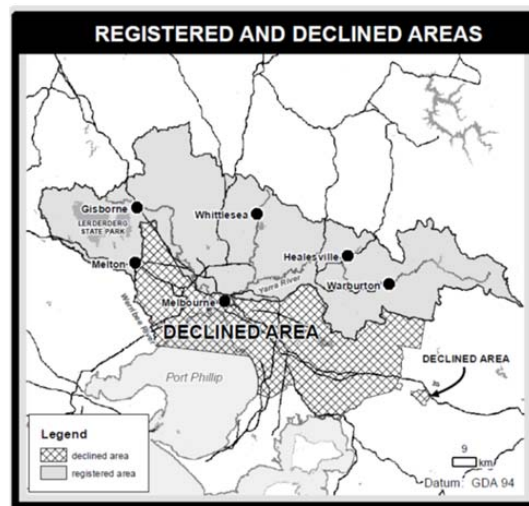 REGISTERED AND DECLINED AREAS
Gisborne
LERDERDERG
STATE PARK
Whittlesea
Melton
Healesville
Warburton
Yarra River
Melbourne
Werribee River
DECLINED AREA
DECLINED AREA
Port Phillip
Legend
declined area
registered area
9
km
Datum: GDA 94